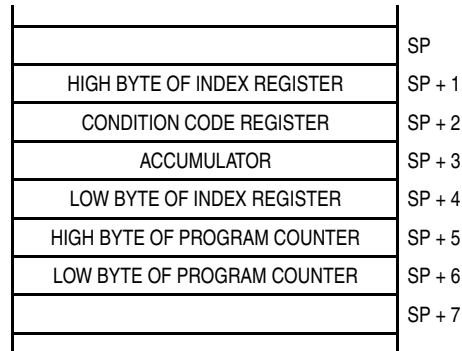 SP
HIGH BYTE OF INDEX REGISTER SP + 1
CONDITION CODE REGISTER SP + 2
ACCUMULATOR SP + 3
LOW BYTE OF INDEX REGISTER SP + 4
HIGH BYTE OF PROGRAM COUNTER SP + 5
LOW BYTE OF PROGRAM COUNTER SP + 6
SP + 7